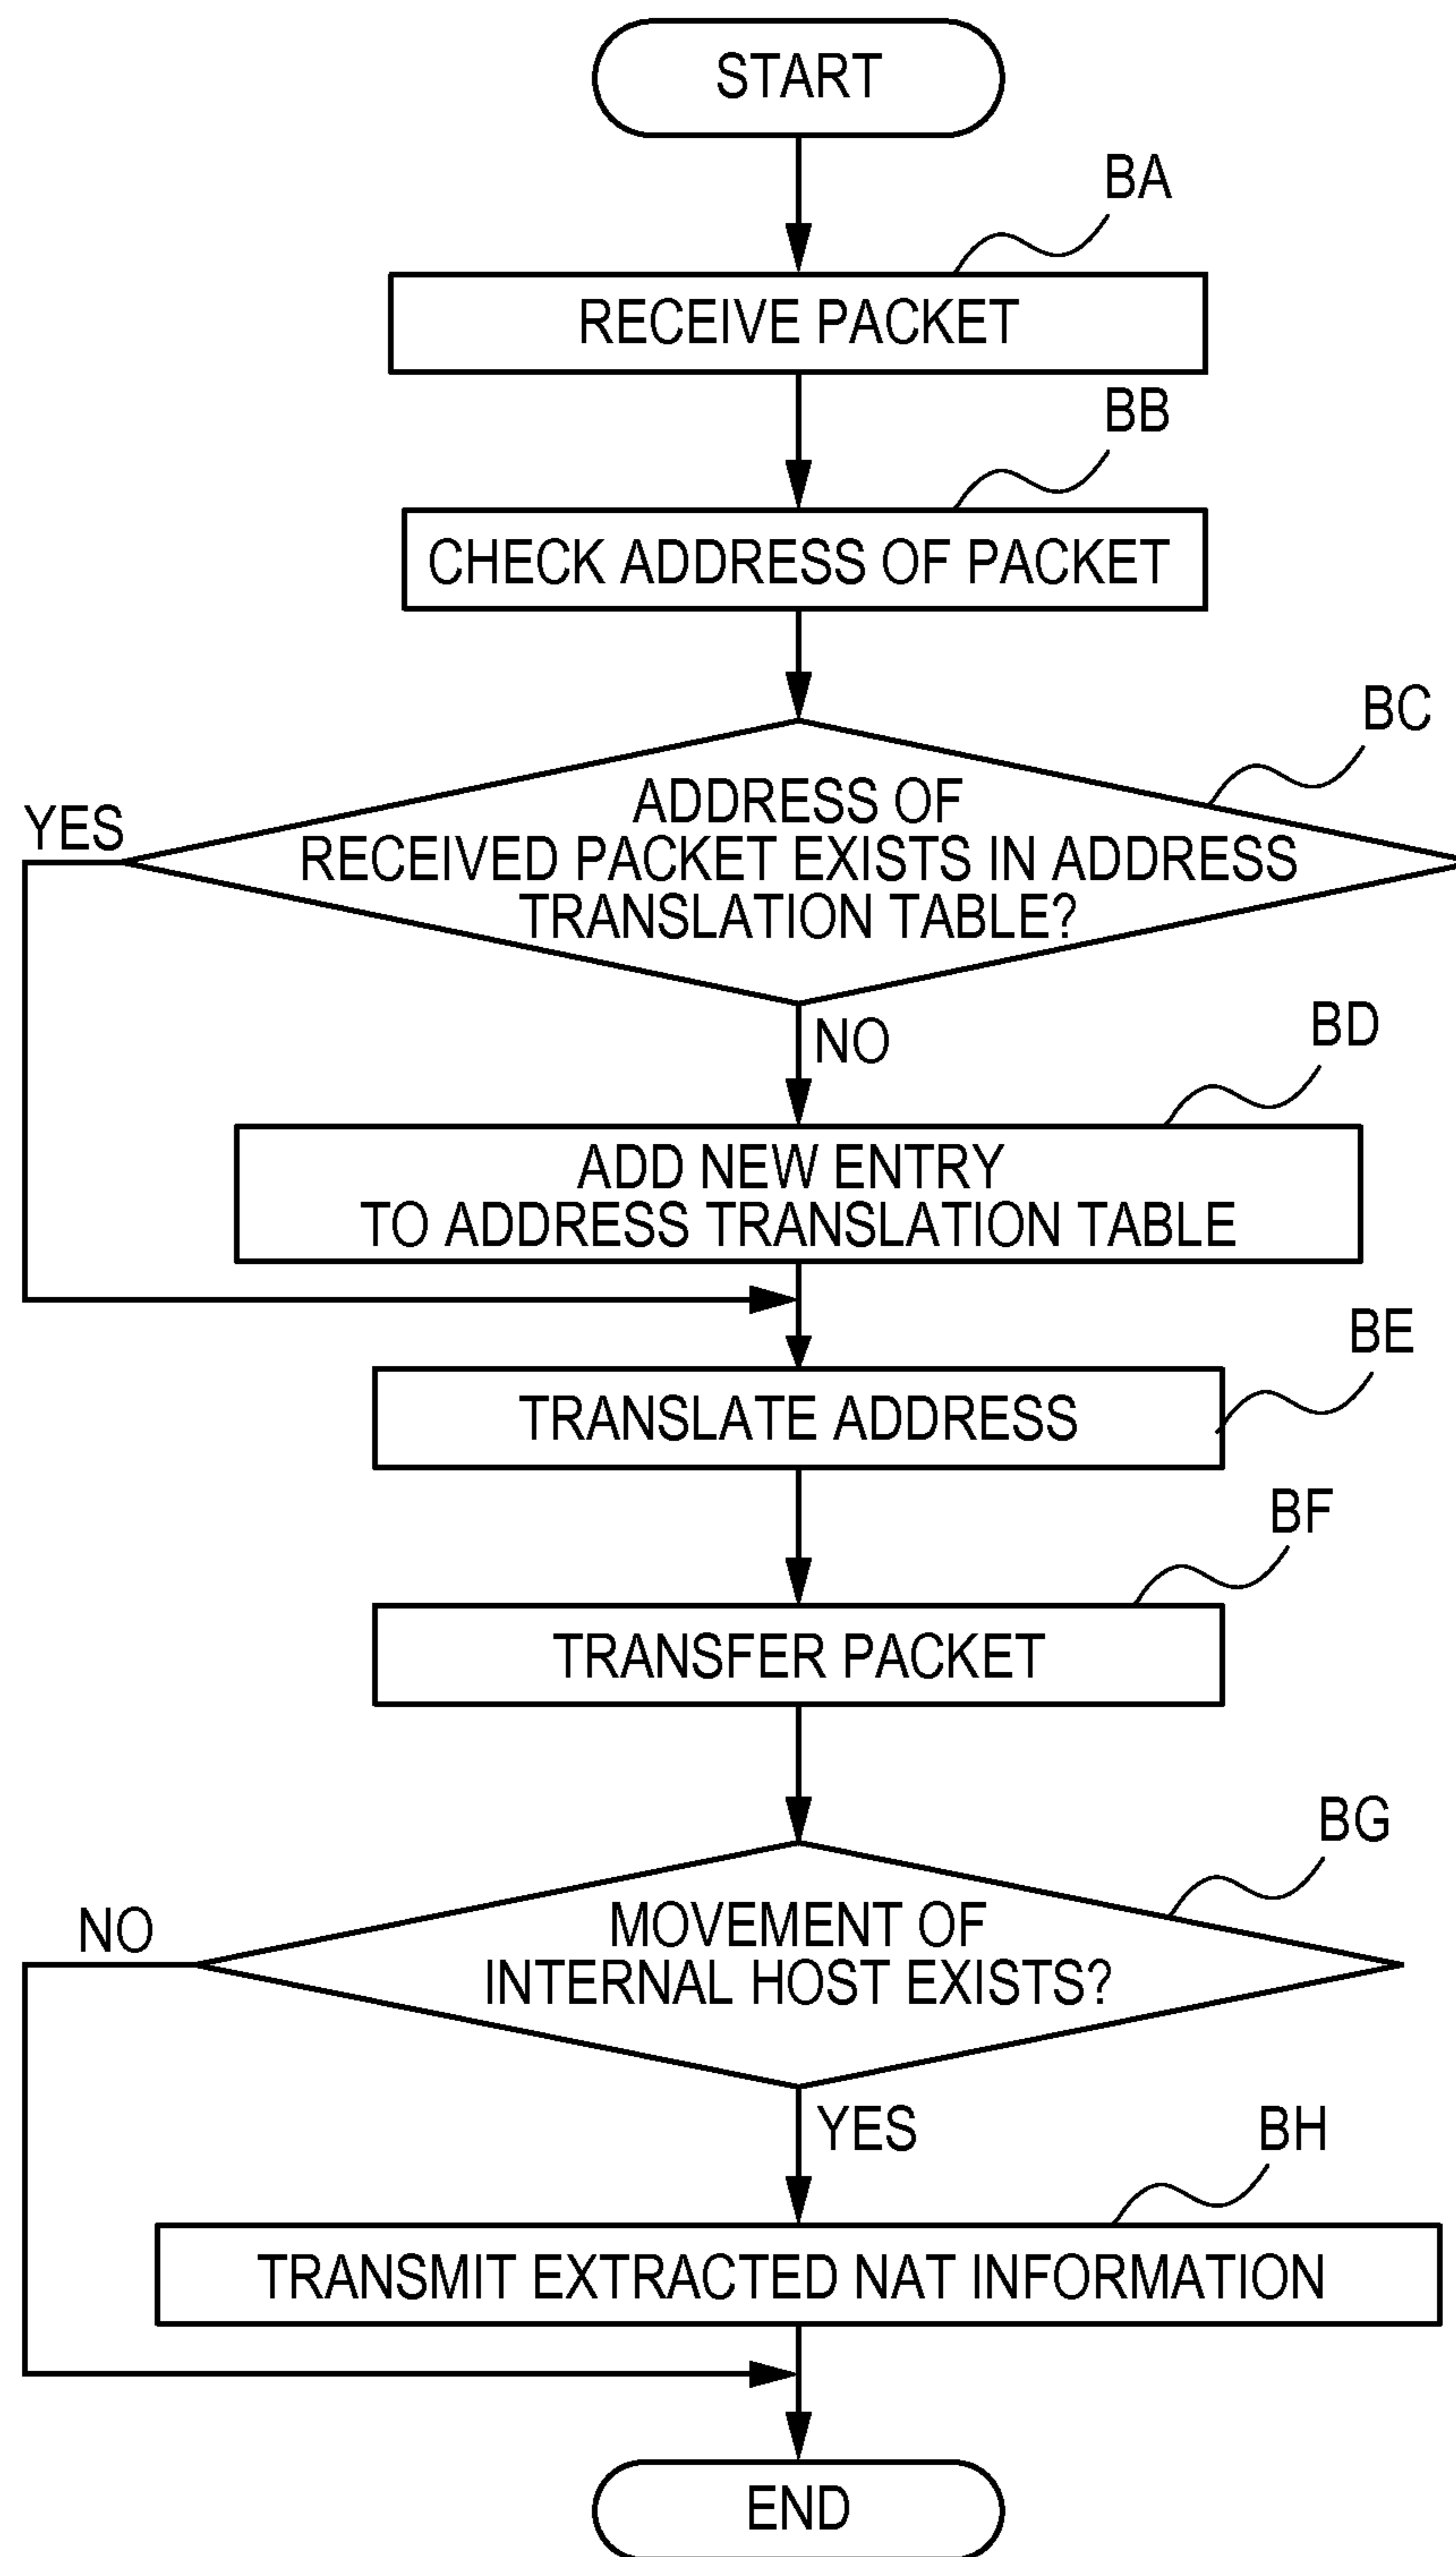 START
BA
RECEIVE PACKET
BB
CHECK ADDRESS OF PACKET
BC
ADDRESS OF
YES
RECEIVED PACKET EXISTS IN ADDRESS
TRANSLATION TABLE?
NO
BD
ADD NEW ENTRY
TO ADDRESS TRANSLATION TABLE
BE
TRANSLATE ADDRESS
BF
TRANSFER PACKET
BG
MOVEMENT OF
NO
INTERNAL HOST EXISTS?
YES
BH
TRANSMIT EXTRACTED NAT INFORMATION
END